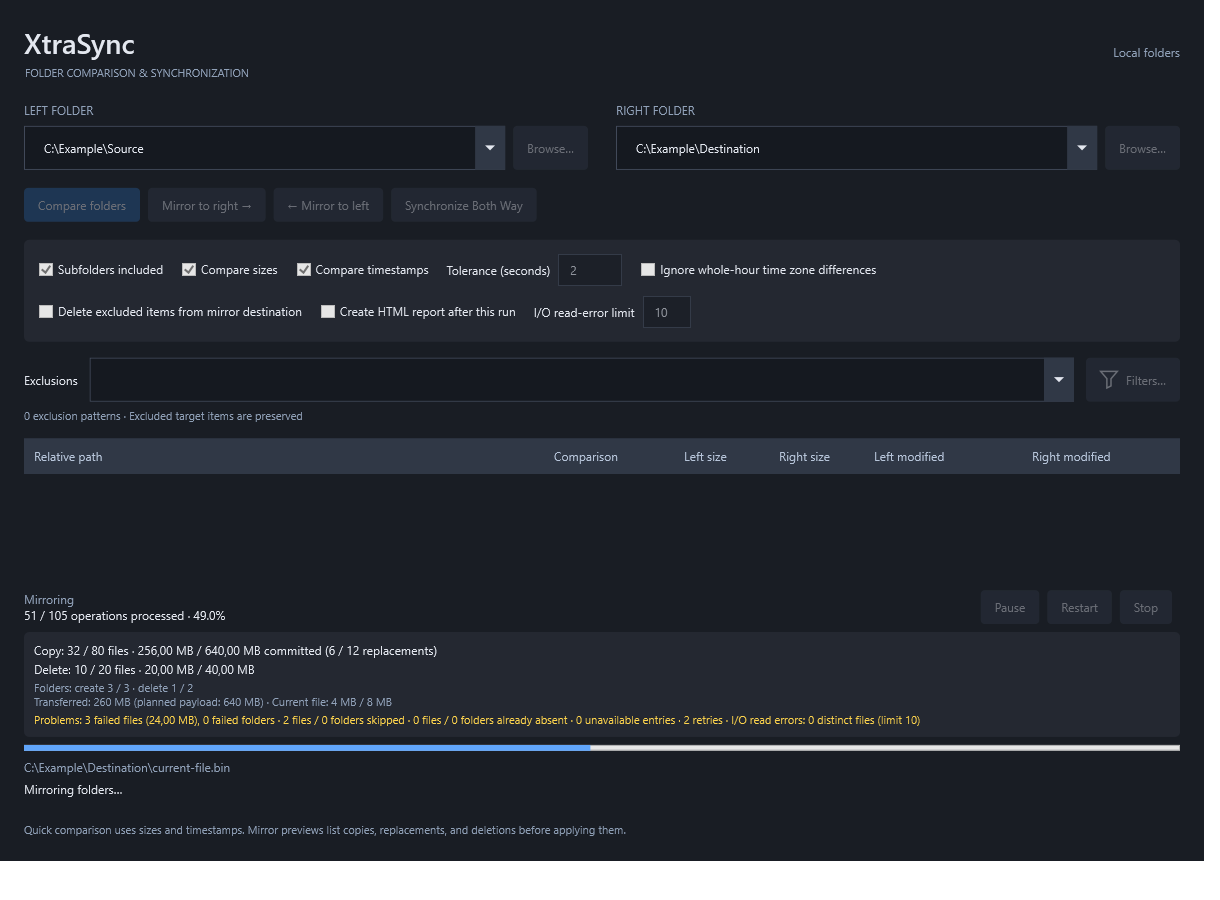 XtraSync
FOLDER COMPARISON & SYNCHRONIZATION
Local folders
LEFT FOLDER
RIGHT FOLDER
C:\Example\Source
Browse...
C:\Example\Destination
Browse...
Compare folders
Mirror to right →
← Mirror to left
Synchronize Both Way
Subfolders included
Compare sizes
Compare timestamps
Tolerance (seconds)
2
Ignore whole-hour time zone differences
Delete excluded items from mirror destination
Create HTML report after this run
I/O read-error limit
10
Exclusions
Filters...
0 exclusion patterns · Excluded target items are preserved
Relative path
Comparison
Left size
Right size
Left modified
Right modified
Mirroring
51 / 105 operations processed · 49.0%
Pause
Restart
Stop
Copy: 32 / 80 files · 256,00 MB / 640,00 MB committed (6 / 12 replacements)
Delete: 10 / 20 files · 20,00 MB / 40,00 MB
Folders: create 3 / 3 · delete 1 / 2
Transferred: 260 MB (planned payload: 640 MB) · Current file: 4 MB / 8 MB
Problems: 3 failed files (24,00 MB), 0 failed folders · 2 files / 0 folders skipped · 0 files / 0 folders already absent · 0 unavailable entries · 2 retries · I/O read errors: 0 distinct files (limit 10)
C:\Example\Destination\current-file.bin
Mirroring folders...
Quick comparison uses sizes and timestamps. Mirror previews list copies, replacements, and deletions before applying them.